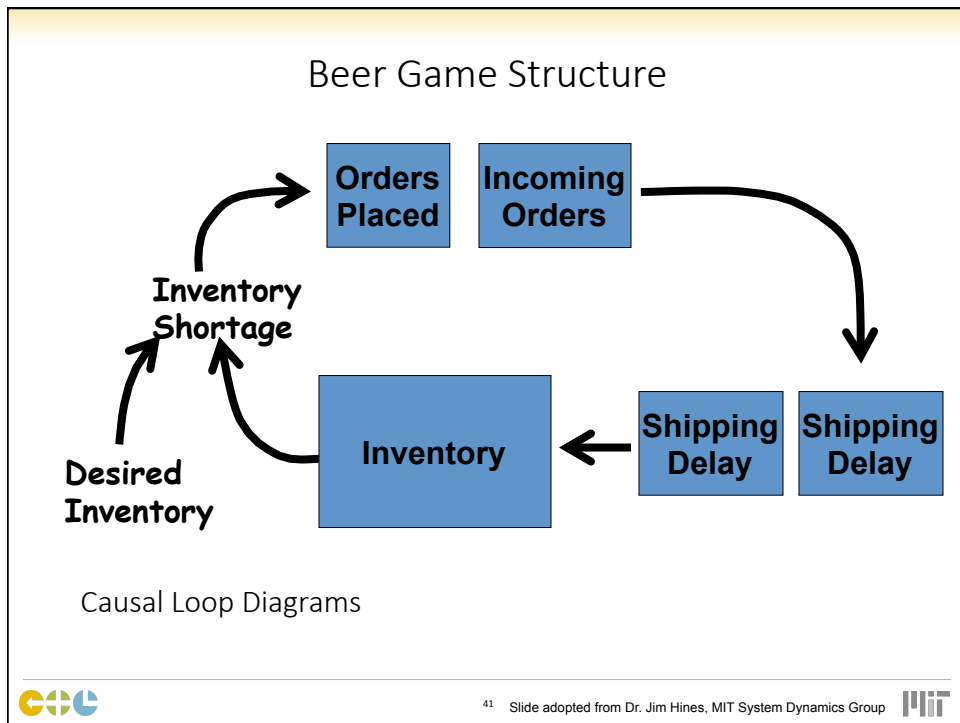 Beer Game Structure
Orders
Placed
Incoming
Orders
Inventory
Shortage
Desired
Inventory
Inventory
Shipping
Delay
Shipping
Delay
Causal Loop Diagrams
41 Slide adopted from Dr. Jim Hines, MIT System Dynamics Group